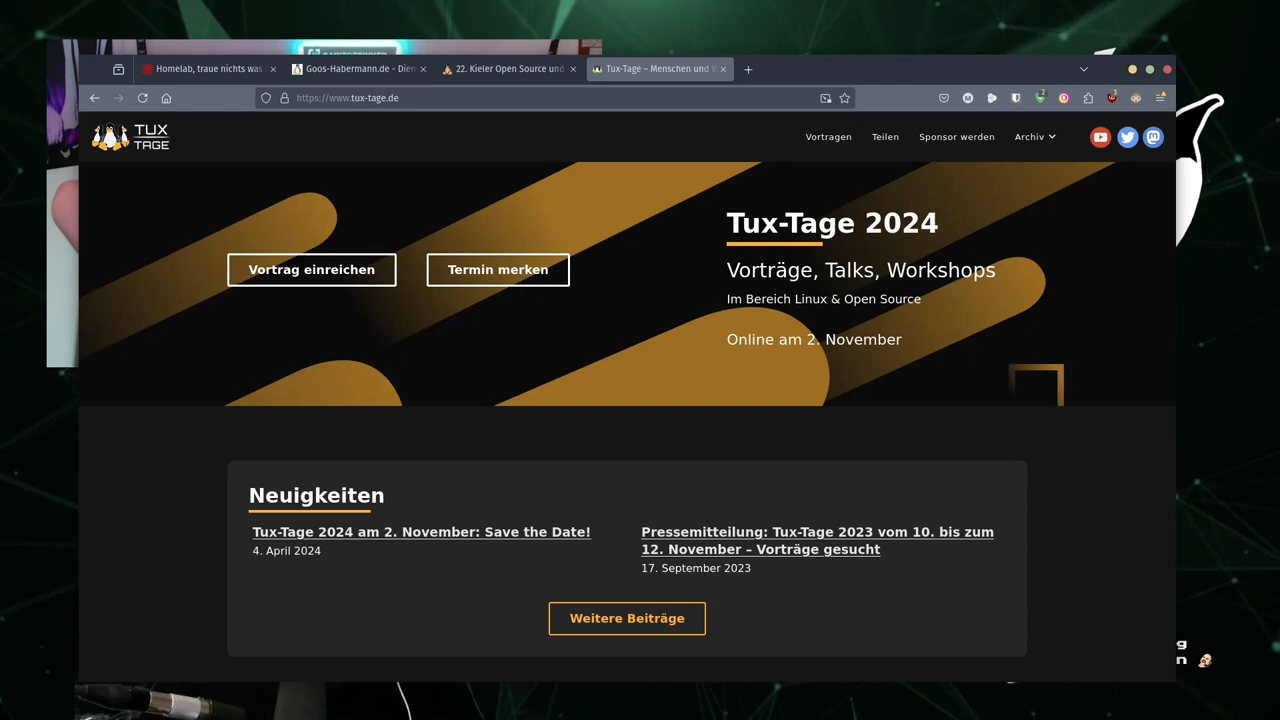 Homelab, traue nichts was
Goos-Habermann.de - Dien
22. Kieler Open Source und
Tux-Tage – Menschen und W
https://www.tux-tage.de
TUX
TAGE
Vortragen
Teilen
Sponsor werden
Archiv
Tux-Tage 2024
Vortrag einreichen
Termin merken
Vorträge, Talks, Workshops
Im Bereich Linux & Open Source
Online am 2. November
Neuigkeiten
Tux-Tage 2024 am 2. November: Save the Date!
4. April 2024
Pressemitteilung: Tux-Tage 2023 vom 10. bis zum
12. November – Vorträge gesucht
17. September 2023
Weitere Beiträge
g
n